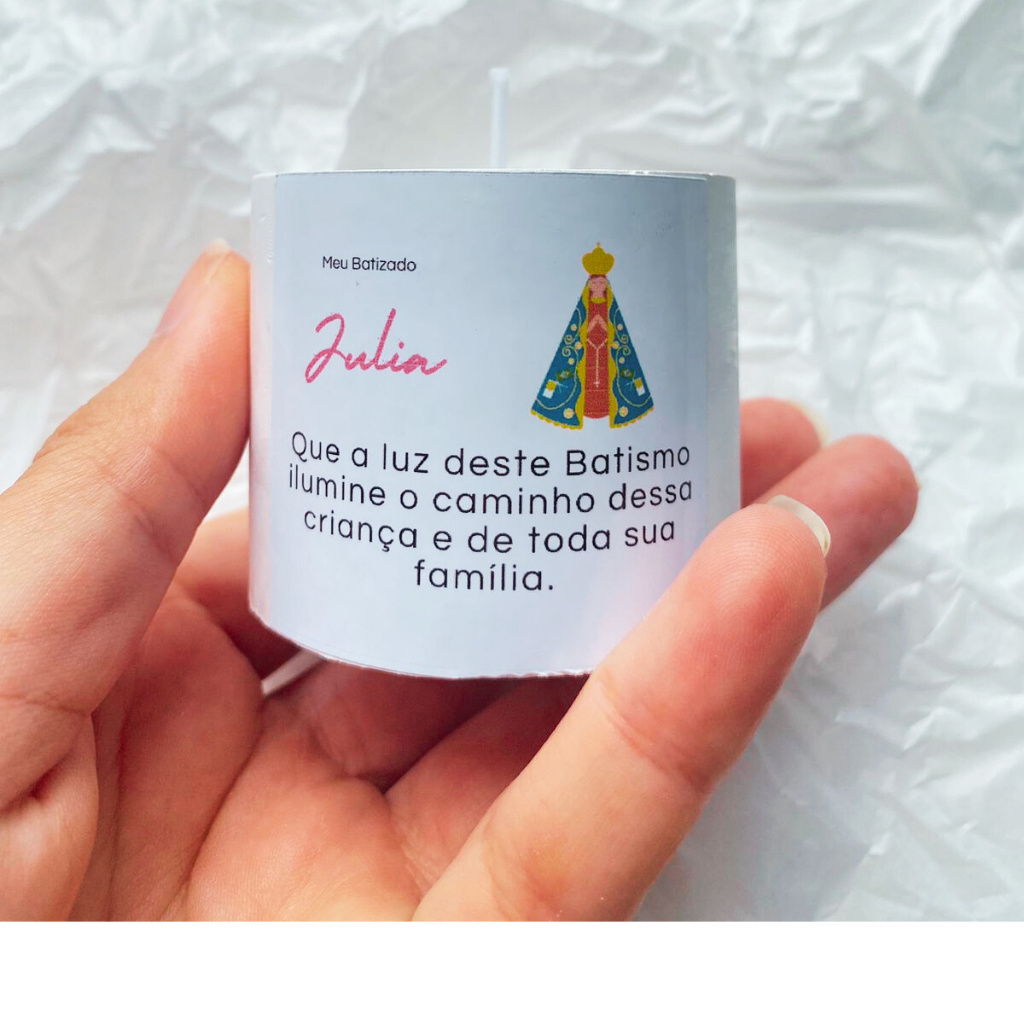 Meu Batizado
Julia
Que a luz deste Batismo
ilumine o caminho dessa
criança e de toda sua
família.